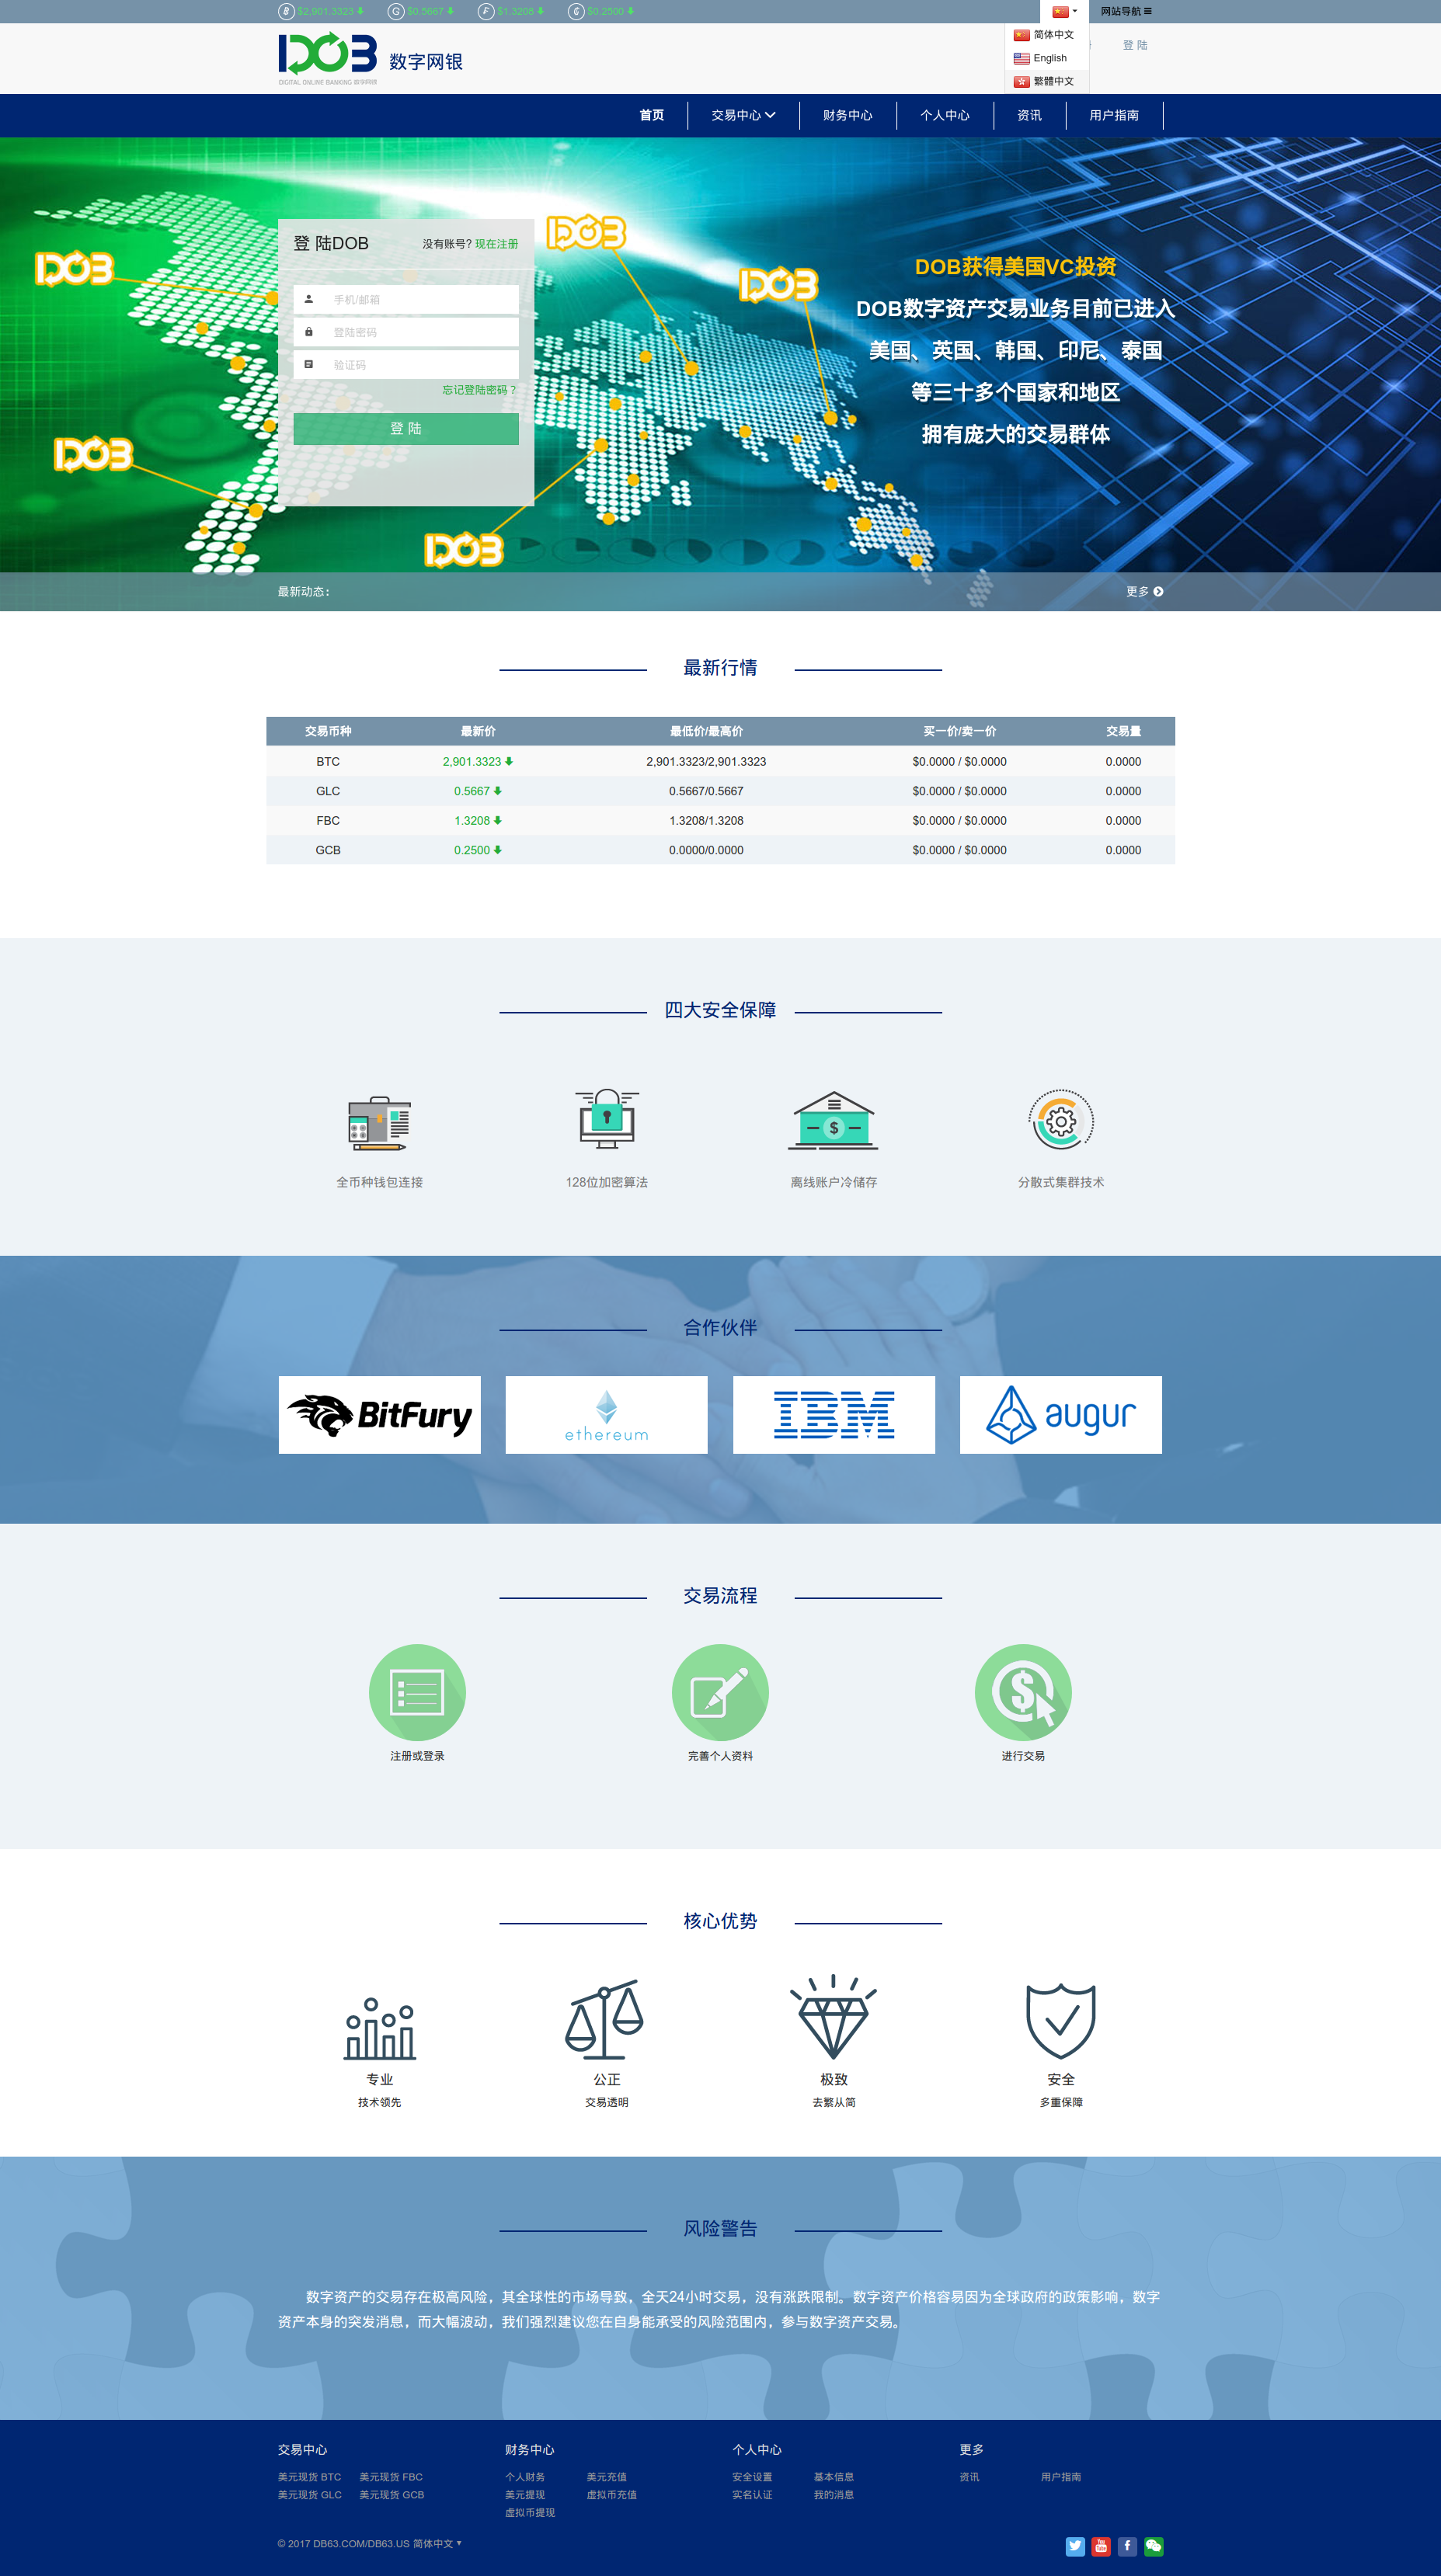 $2,901.3323 $0.5667 $1.3208 $0.2500 网站导航
简体中文
English
繁體中文
登 陆
DOB 数字网银
DIGITAL ONLINE BANKING 数字网银
首页 交易中心 财务中心 个人中心 资讯 用户指南
登 陆DOB 没有账号? 现在注册
手机/邮箱
登陆密码
验证码
忘记登陆密码？
登 陆
DOB
DOB
DOB
DOB
DOB
DOB获得美国VC投资
DOB数字资产交易业务目前已进入
美国、英国、韩国、印尼、泰国
等三十多个国家和地区
拥有庞大的交易群体
最新动态: 更多
最新行情
交易币种 最新价 最低价/最高价 买一价/卖一价 交易量
BTC 2,901.3323 2,901.3323/2,901.3323 $0.0000 / $0.0000 0.0000
GLC 0.5667 0.5667/0.5667 $0.0000 / $0.0000 0.0000
FBC 1.3208 1.3208/1.3208 $0.0000 / $0.0000 0.0000
GCB 0.2500 0.0000/0.0000 $0.0000 / $0.0000 0.0000
四大安全保障
全币种钱包连接 128位加密算法 离线账户冷储存 分散式集群技术
合作伙伴
BitFury ethereum IBM augur
交易流程
注册或登录 完善个人资料 进行交易
核心优势
专业 公正 极致 安全
技术领先 交易透明 去繁从简 多重保障
风险警告
数字资产的交易存在极高风险，其全球性的市场导致，全天24小时交易，没有涨跌限制。数字资产价格容易因为全球政府的政策影响，数字
资产本身的突发消息，而大幅波动，我们强烈建议您在自身能承受的风险范围内，参与数字资产交易。
交易中心 财务中心 个人中心 更多
美元现货 BTC 美元现货 FBC 个人财务 美元充值 安全设置 基本信息 资讯 用户指南
美元现货 GLC 美元现货 GCB 美元提现 虚拟币充值 实名认证 我的消息
虚拟币提现
© 2017 DB63.COM/DB63.US 简体中文